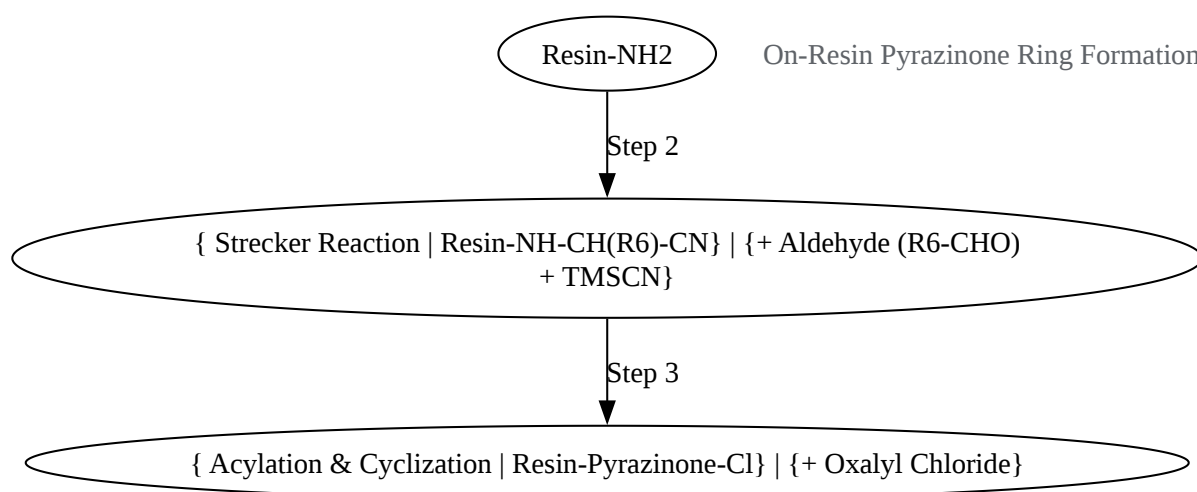 Resin-NH2
On-Resin Pyrazinone Ring Formation
Step 2
{ Strecker Reaction | Resin-NH-CH(R6)-CN} | {+ Aldehyde (R6-CHO)
+ TMSCN}
Step 3
{ Acylation & Cyclization | Resin-Pyrazinone-Cl} | {+ Oxalyl Chloride}